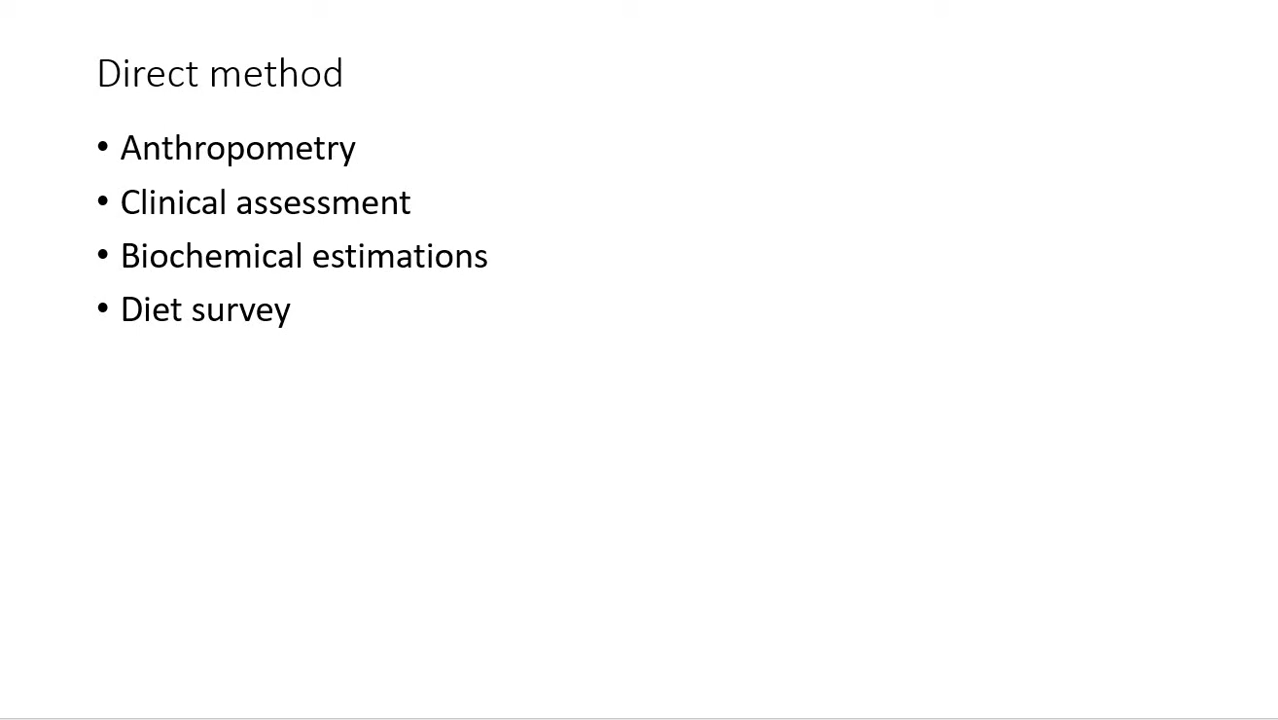 Direct method
• Anthropometry
• Clinical assessment
• Biochemical estimations
• Diet survey